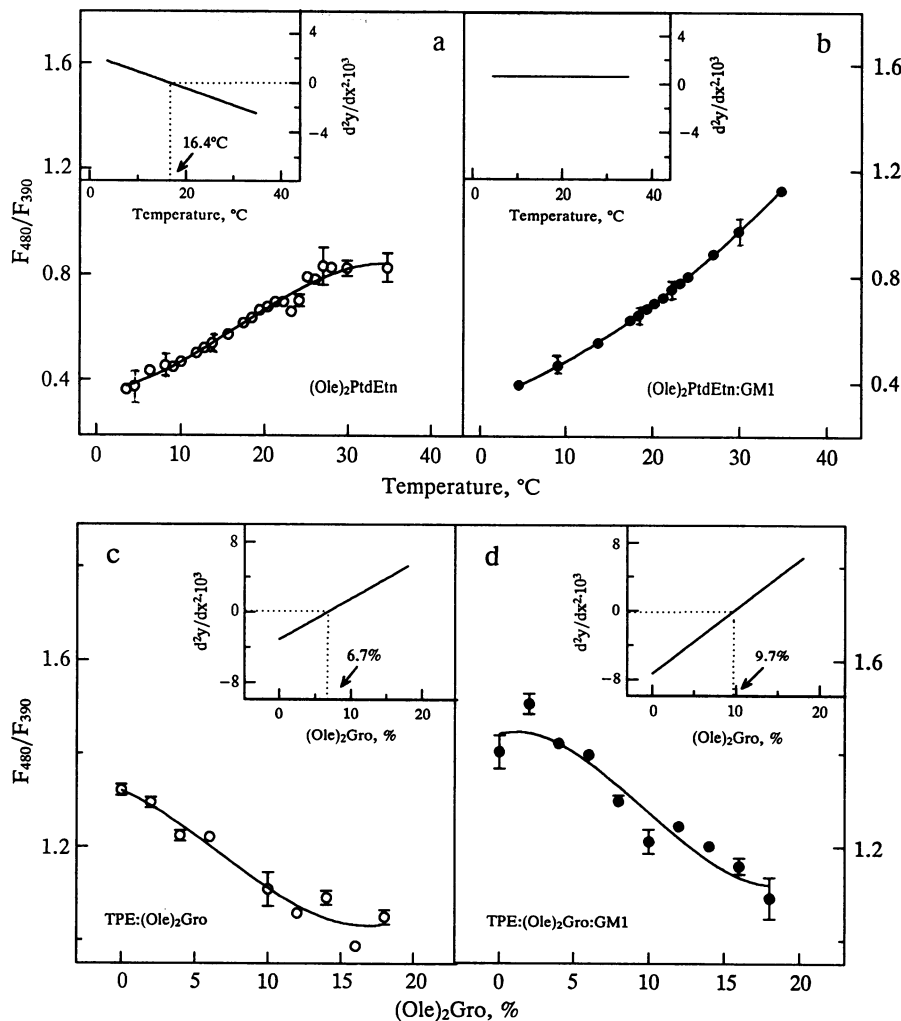 a
4
0
−4
d²y/dx²·10³
16.4°C
0
20
40
Temperature, °C
1.6
1.2
0.8
0.4
F₄₈₀/F₃₉₀
(Ole)₂PtdEtn
0
10
20
30
40
b
4
0
−4
d²y/dx²·10³
0
20
40
Temperature, °C
1.6
1.2
0.8
0.4
(Ole)₂PtdEtn:GM1
0
10
20
30
40
Temperature, °C
c
8
0
−8
d²y/dx²·10³
6.7%
0
10
20
(Ole)₂Gro, %
1.6
1.2
F₄₈₀/F₃₉₀
TPE:(Ole)₂Gro
0
5
10
15
20
d
8
0
−8
d²y/dx²·10³
9.7%
0
10
20
(Ole)₂Gro, %
1.6
1.2
TPE:(Ole)₂Gro:GM1
0
5
10
15
20
(Ole)₂Gro, %